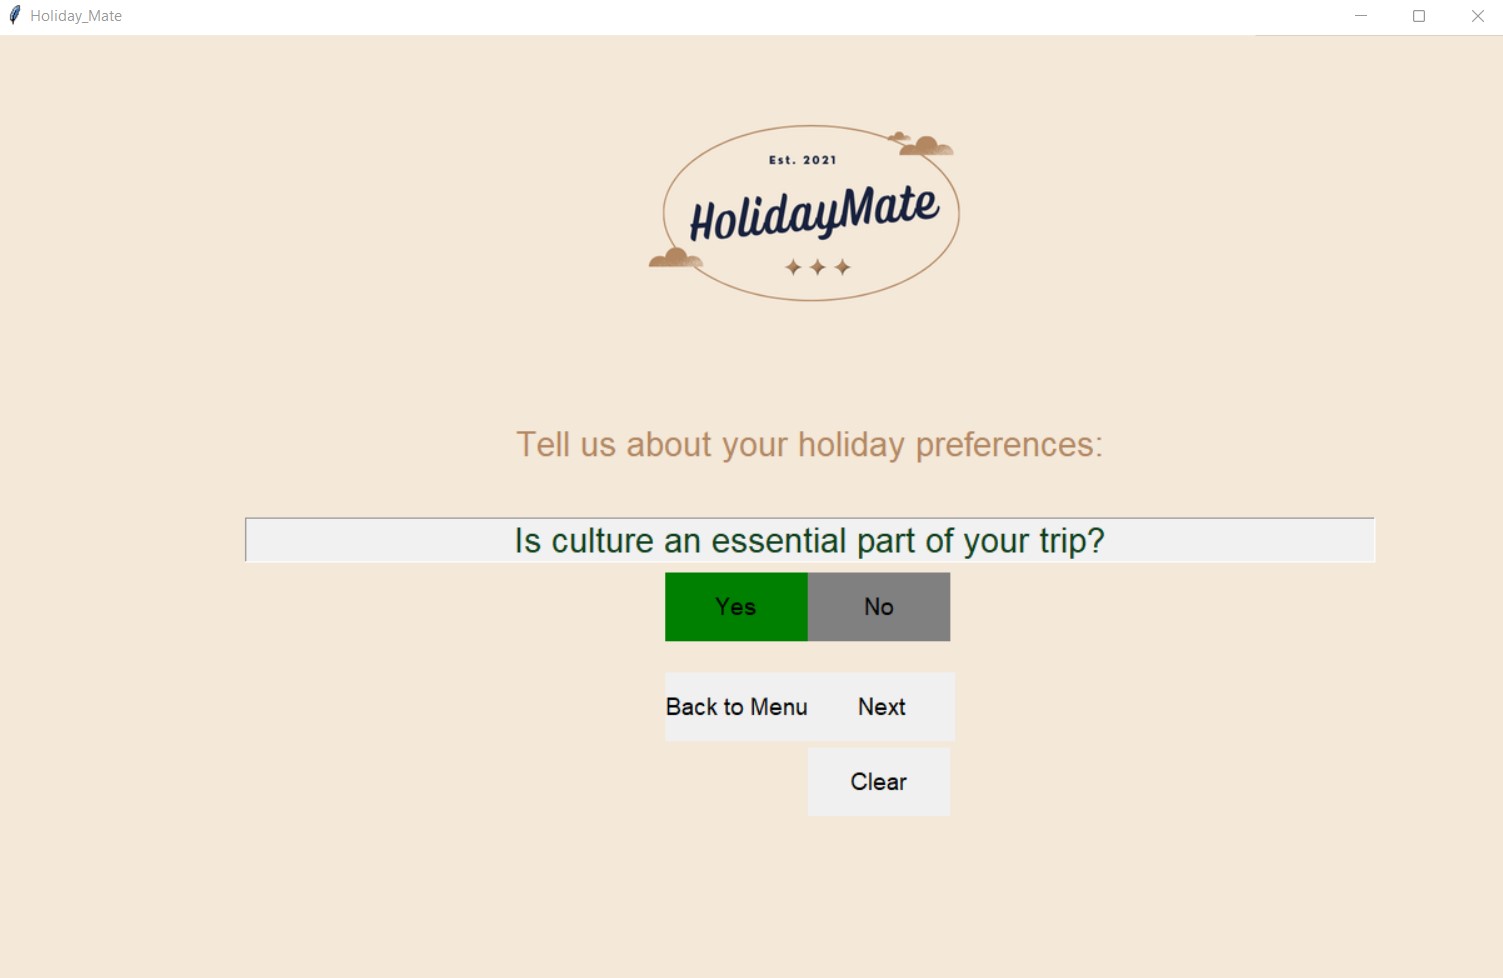 Holiday_Mate
Est. 2021
HolidayMate
Tell us about your holiday preferences:
Is culture an essential part of your trip?
Yes No
Back to Menu Next
Clear